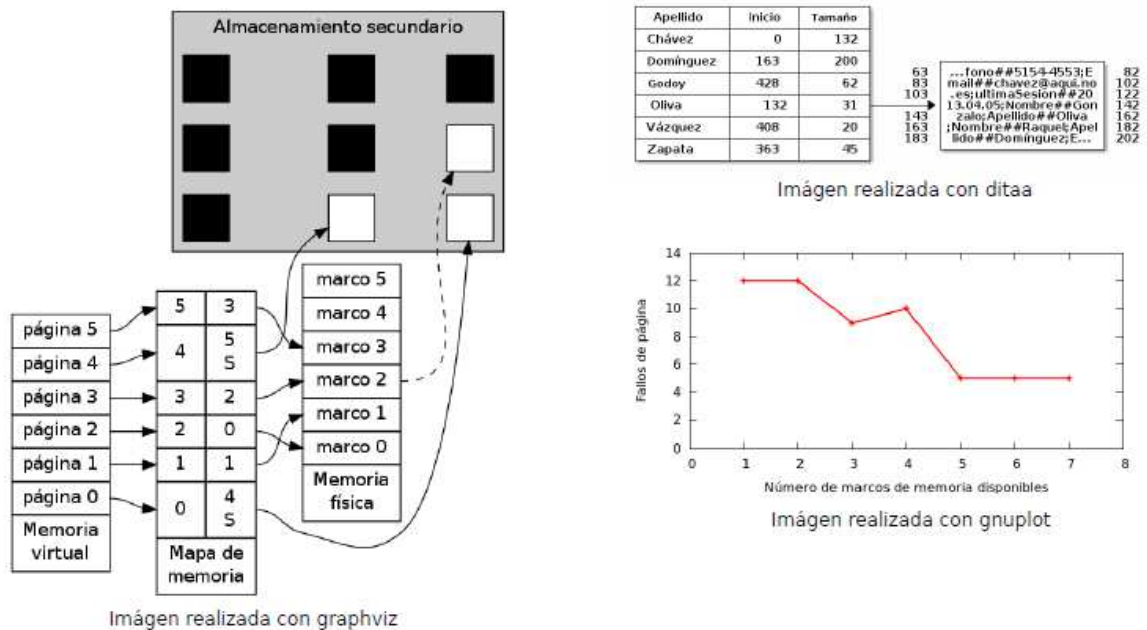 Almacenamiento secundario
marco 5
marco 4
marco 3
marco 2
marco 1
marco 0
Memoria
física
página 5
página 4
página 3
página 2
página 1
página 0
Memoria
virtual
5 3
4 5 S
3 2
2 0
1 1
0 4 S
Mapa de
memoria
Imágen realizada con graphviz
Apellido Inicio Tamaño
Chávez 0 132
Domínguez 163 200
Godoy 428 62
Oliva 132 31
Vázquez 408 20
Zapata 363 45
63 ...fono##5154-4553;E 82
83 mail##chavez@aqui.no 102
103 .es;ultimaSesión##20 122
13.04.05;Nombre##Gon 142
143 zalo;Apellido##Oliva 162
163 ;Nombre##Raquel;Apel 182
183 lido##Domínguez;E... 202
Imágen realizada con ditaa
14
12
10
8
6
4
2
0
0 1 2 3 4 5 6 7 8
Fallos de página
Número de marcos de memoria disponibles
Imágen realizada con gnuplot